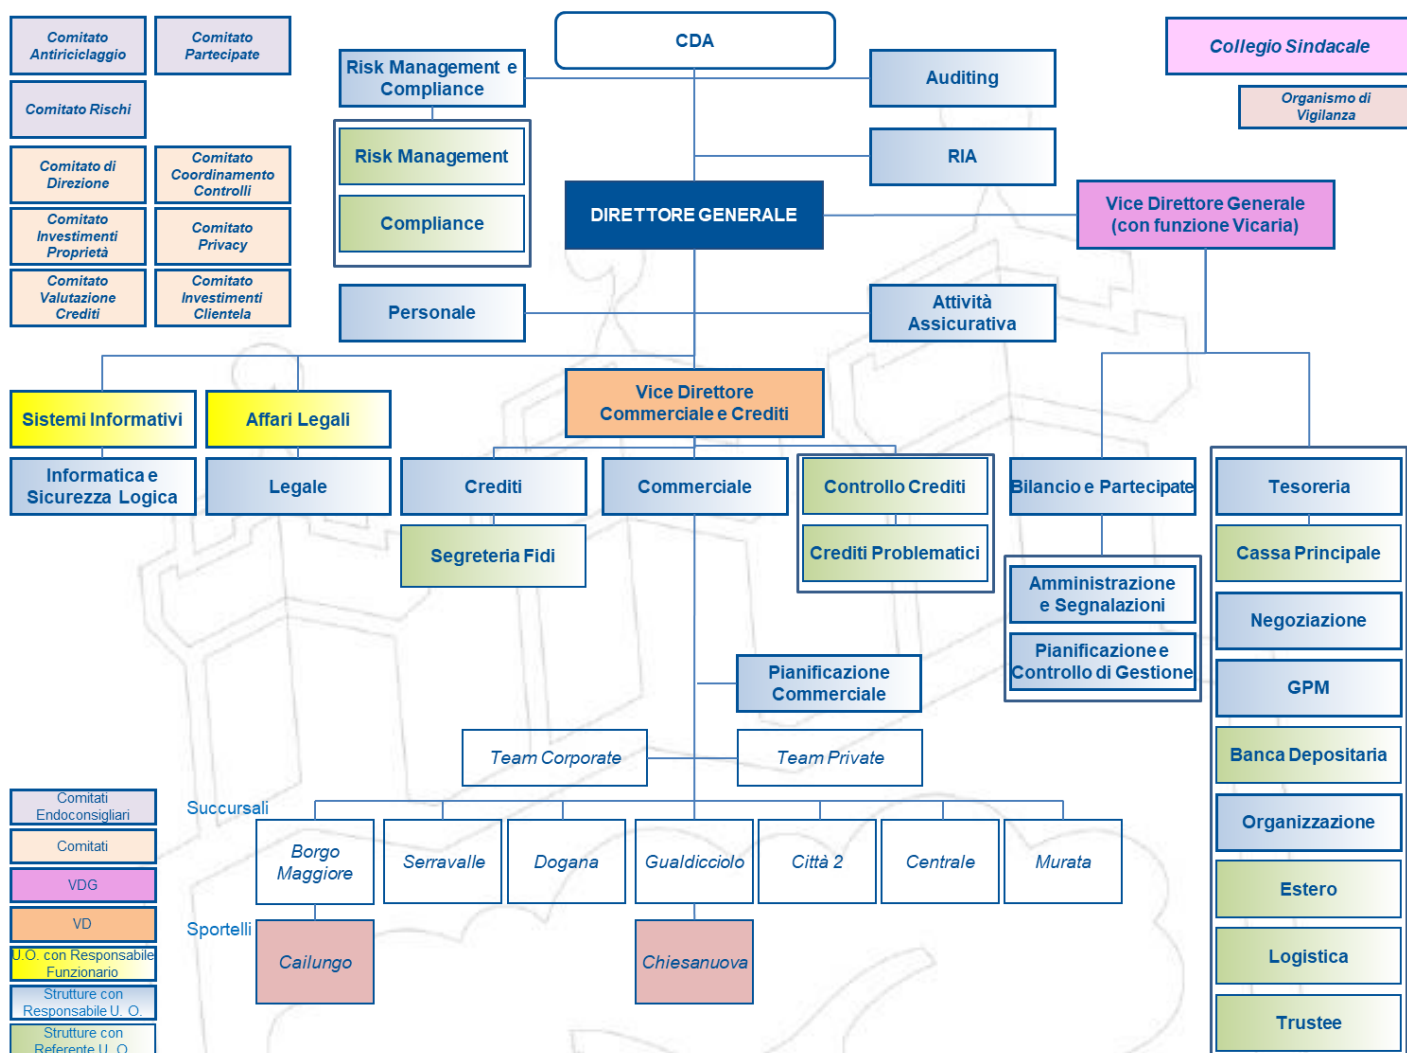 Comitato
Antiriciclaggio
Comitato
Partecipate
CDA
Collegio Sindacale
Risk Management e
Compliance
Auditing
Comitato Rischi
Organismo di
Vigilanza
Risk Management
RIA
Comitato di
Direzione
Comitato
Coordinamento
Controlli
Compliance
DIRETTORE GENERALE
Vice Direttore Generale
(con funzione Vicaria)
Comitato
Investimenti
Proprietà
Comitato
Privacy
Comitato
Valutazione
Crediti
Comitato
Investimenti
Clientela
Personale
Attività
Assicurativa
Sistemi Informativi
Affari Legali
Vice Direttore
Commerciale e Crediti
Informatica e
Sicurezza Logica
Legale
Crediti
Commerciale
Controllo Crediti
Bilancio e Partecipate
Tesoreria
Segreteria Fidi
Crediti Problematici
Cassa Principale
Amministrazione
e Segnalazioni
Negoziazione
Pianificazione e
Controllo di Gestione
Pianificazione
Commerciale
GPM
Team Corporate
Team Private
Banca Depositaria
Comitati
Endoconsigliari
Succursali
Organizzazione
Comitati
Borgo
Maggiore
Serravalle
Dogana
Gualdicciolo
Città 2
Centrale
Murata
VDG
Estero
VD
Sportelli
U.O. con Responsabile
Funzionario
Cailungo
Chiesanuova
Logistica
Strutture con
Responsabile U. O.
Trustee
Strutture con
Referente U. O.